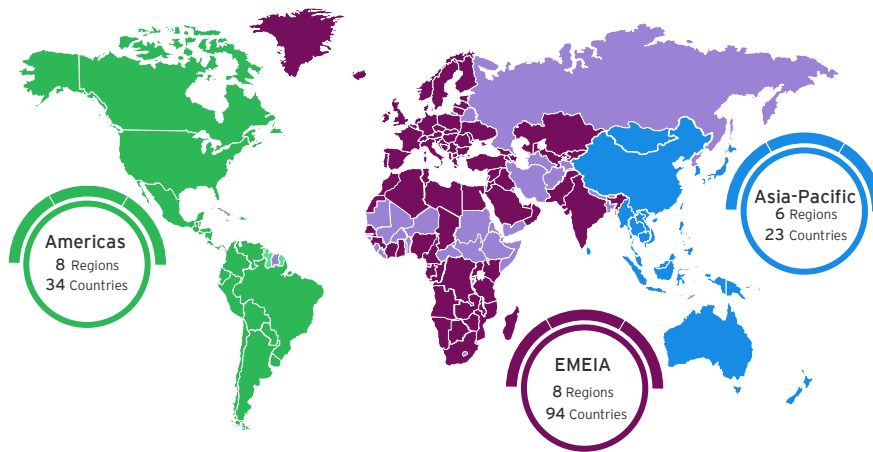 Americas
8 Regions
34 Countries
Asia-Pacific
6 Regions
23 Countries
EMEIA
8 Regions
94 Countries